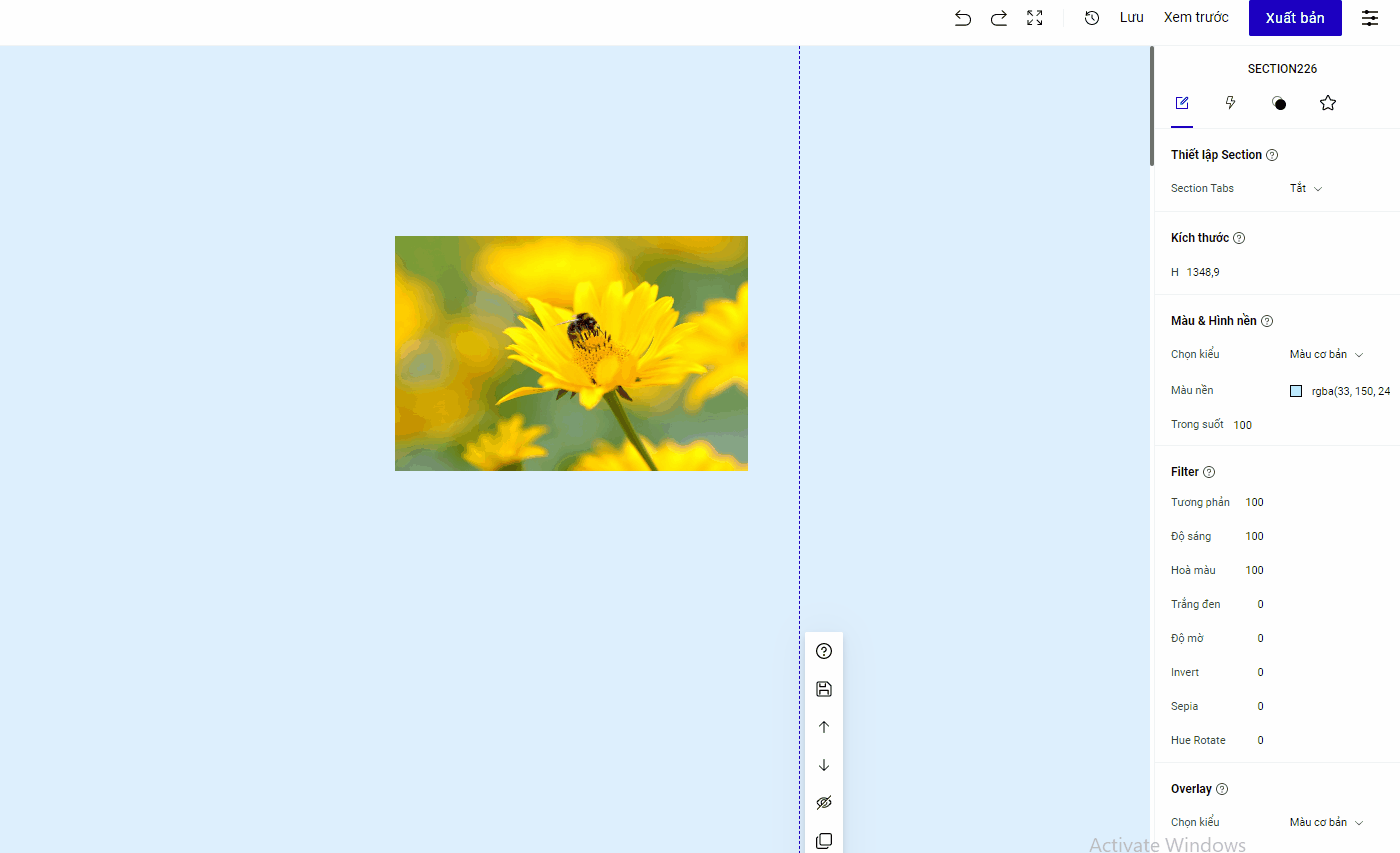 Lưu Xem trước Xuất bản
SECTION226
Thiết lập Section
Section Tabs Tắt
Kích thước
H 1348,9
Màu & Hình nền
Chọn kiểu Màu cơ bản
Màu nền rgba(33, 150, 24
Trong suốt 100
Filter
Tương phản 100
Độ sáng 100
Hoà màu 100
Trắng đen 0
Độ mờ 0
Invert 0
Sepia 0
Hue Rotate 0
Overlay
Chọn kiểu Màu cơ bản
Activate Windows